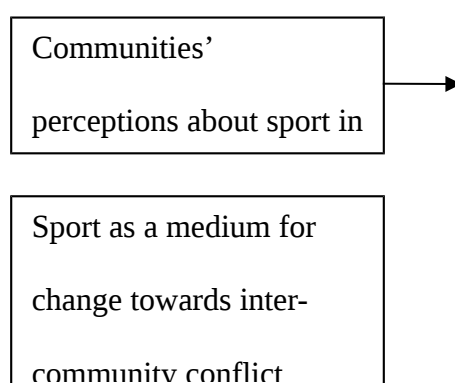 Communities’
perceptions about sport in
Sport as a medium for
change towards inter-
community conflict